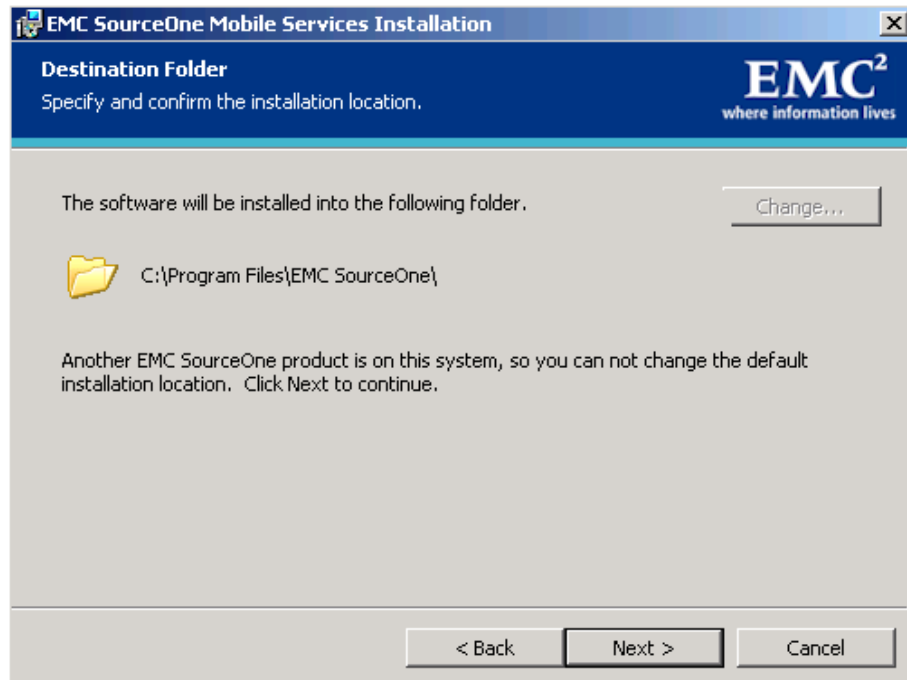 EMC SourceOne Mobile Services Installation
Destination Folder
Specify and confirm the installation location.
EMC²
where information lives
The software will be installed into the following folder.
Change...
C:\Program Files\EMC SourceOne\
Another EMC SourceOne product is on this system, so you can not change the default
installation location.  Click Next to continue.
< Back
Next >
Cancel